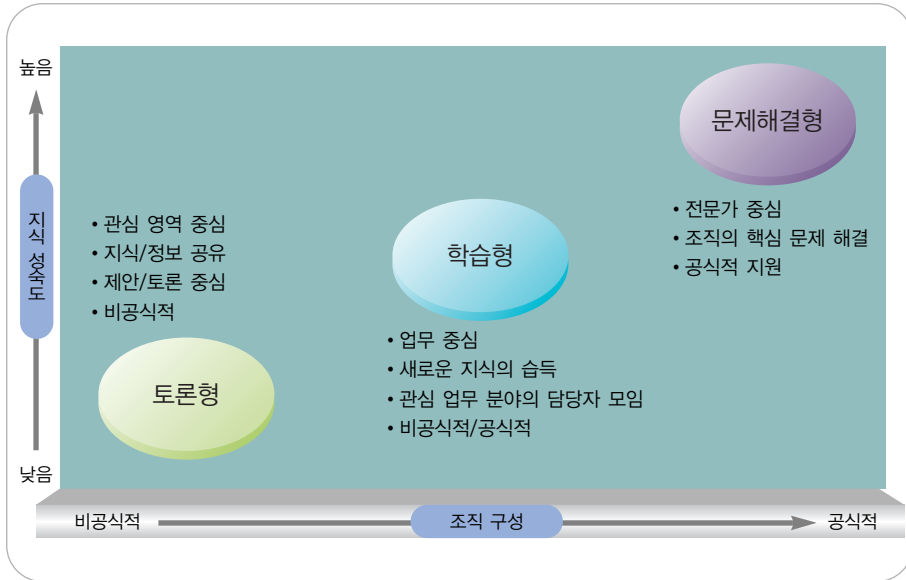 높음
지식 성숙도
낮음
• 관심 영역 중심
• 지식/정보 공유
• 제안/토론 중심
• 비공식적
토론형
학습형
• 업무 중심
• 새로운 지식의 습득
• 관심 업무 분야의 담당자 모임
• 비공식적/공식적
문제해결형
• 전문가 중심
• 조직의 핵심 문제 해결
• 공식적 지원
비공식적
조직 구성
공식적